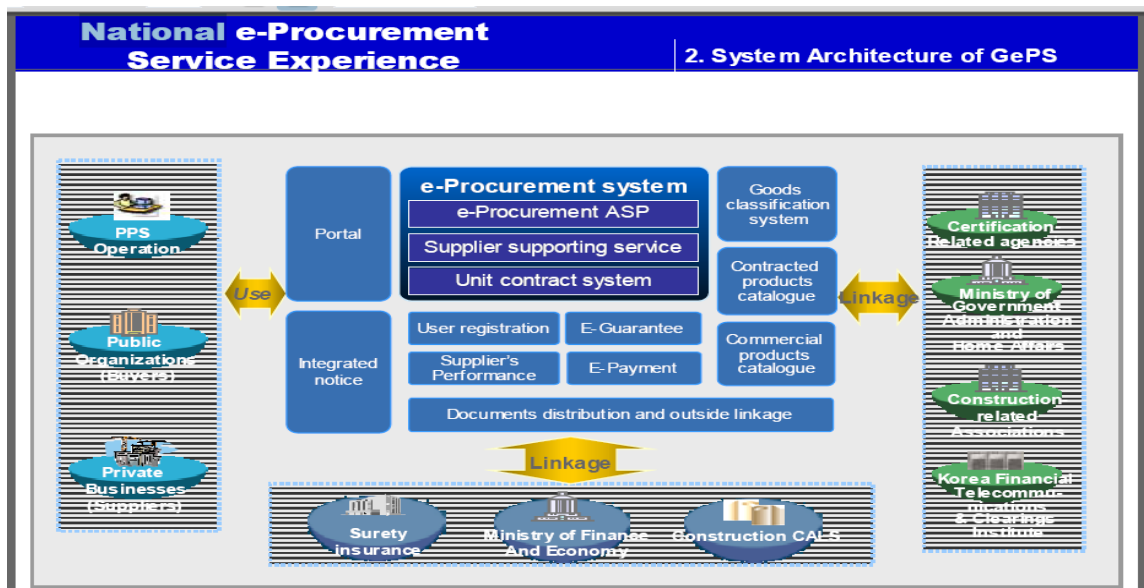 National e-Procurement
Service Experience
2. System Architecture of GePS
PPS
Operation
Public
Organizations
(Buyers)
Private
Businesses
(Suppliers)
Use
Portal
Integrated
notice
e-Procurement system
e-Procurement ASP
Supplier supporting service
Unit contract system
User registration
E-Guarantee
Supplier's
Performance
E-Payment
Documents distribution and outside linkage
Goods
classification
system
Contracted
products
catalogue
Commercial
products
catalogue
Linkage
Certification
Related agencies
Ministry of
Government
Administration
and
Home Affairs
Construction
related
Associations
Korea Financial
Telecommu-
nications
& Clearings
Institute
Linkage
Surety
insurance
Ministry of Finance
And Economy
Construction CALS